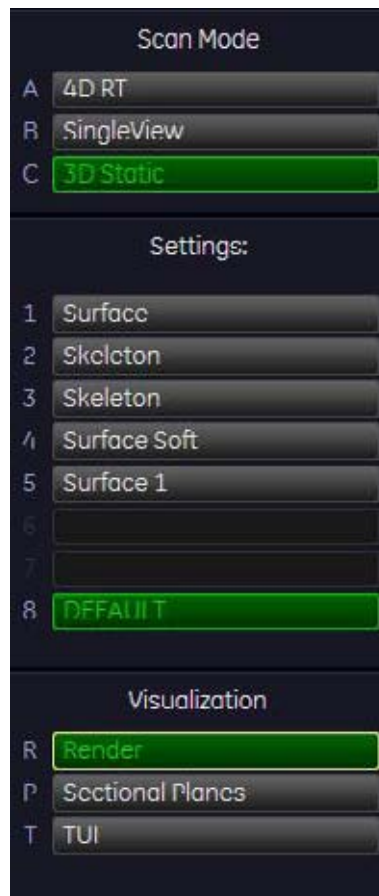 Scan Mode
A 4D RT
B SingleView
C 3D Static
Settings:
1 Surface
2 Skeleton
3 Skeleton
4 Surface Soft
5 Surface 1
6
7
8 DEFAULT
Visualization
R Render
P Sectional Planes
T TUI